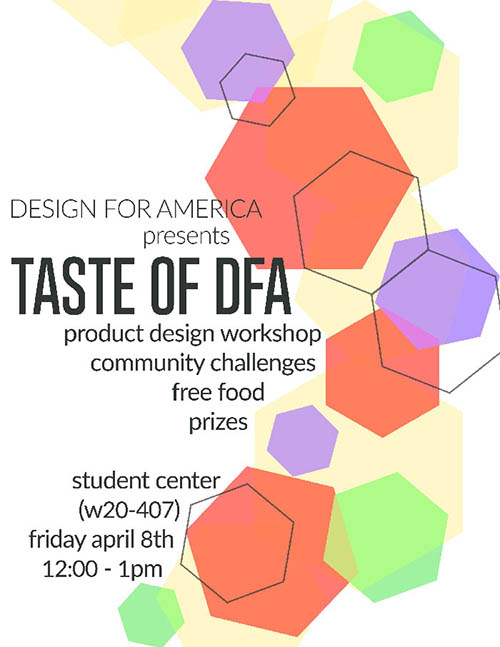 DESIGN FOR AMERICA
presents
TASTE OF DFA
product design workshop
community challenges
free food
prizes
student center
(w20-407)
friday april 8th
12:00 - 1pm